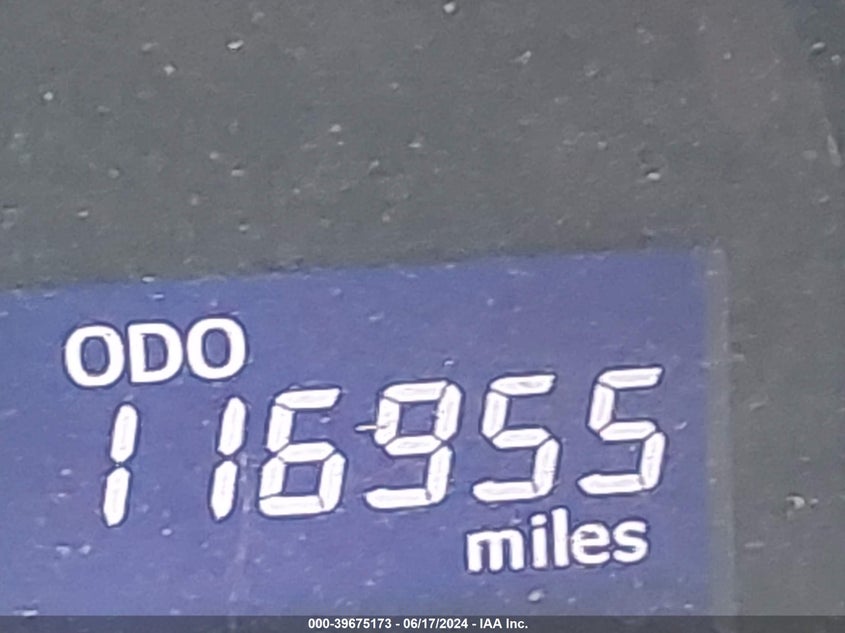 ODO
116955
miles
000-39675173 - 06/17/2024 - IAA Inc.